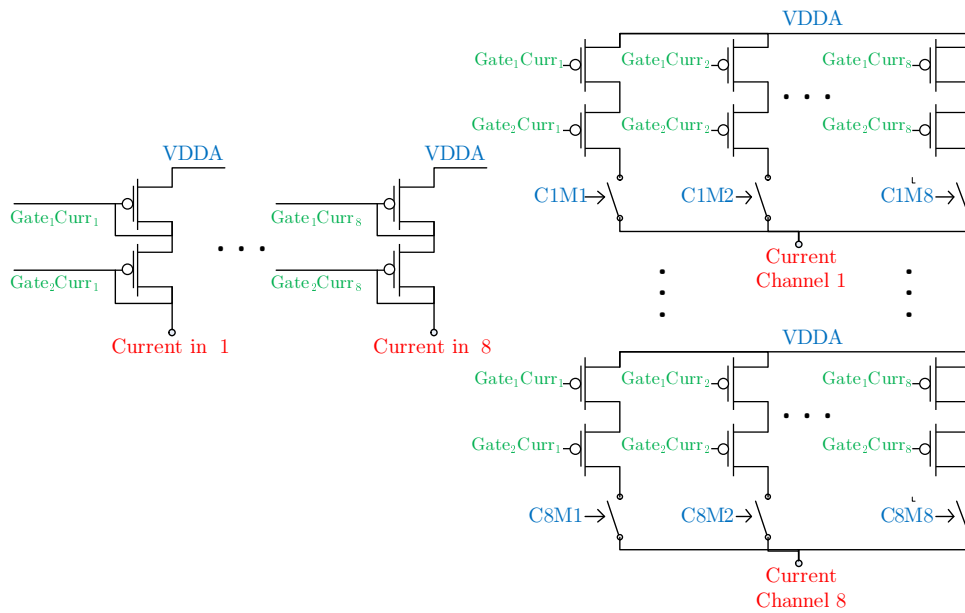 VDDA
Gate₁Curr₁
Gate₂Curr₁
Current in 1
VDDA
Gate₁Curr₈
Gate₂Curr₈
Current in 8
VDDA
Gate₁Curr₁
Gate₁Curr₂
Gate₁Curr₈
Gate₂Curr₁
Gate₂Curr₂
Gate₂Curr₈
C1M1
C1M2
C1M8
Current
Channel 1
VDDA
Gate₁Curr₁
Gate₁Curr₂
Gate₁Curr₈
Gate₂Curr₁
Gate₂Curr₂
Gate₂Curr₈
C8M1
C8M2
C8M8
Current
Channel 8